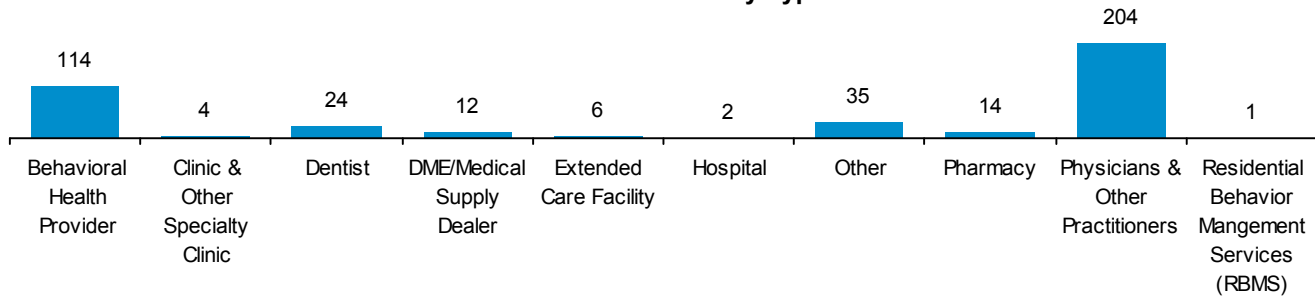 204
114
35
24
14
12
6
4
2
1
Behavioral
Health
Provider
Clinic &
Other
Specialty
Clinic
Dentist
DME/Medical
Supply
Dealer
Extended
Care Facility
Hospital
Other
Pharmacy
Physicians &
Other
Practitioners
Residential
Behavior
Mangement
Services
(RBMS)